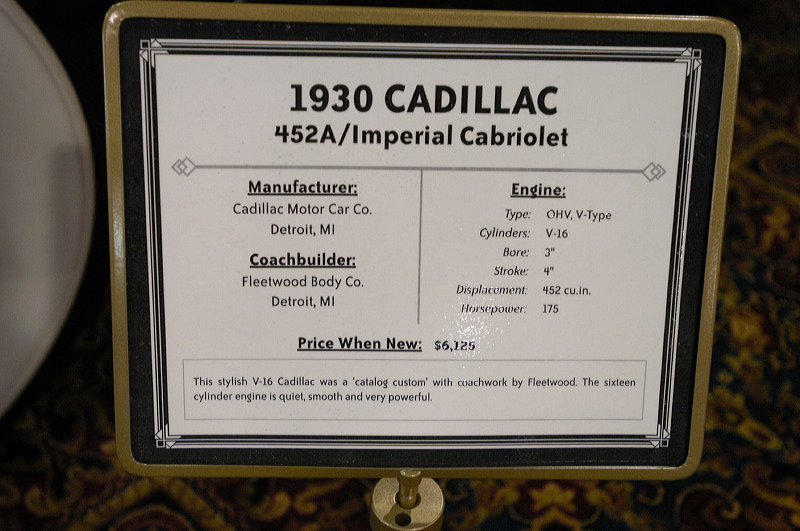 1930 CADILLAC
452A/Imperial Cabriolet
Manufacturer:
Cadillac Motor Car Co.
Detroit, MI
Coachbuilder:
Fleetwood Body Co.
Detroit, MI
Engine:
Type: OHV, V-Type
Cylinders: V-16
Bore: 3"
Stroke: 4"
Displacement: 452 cu.in.
Horsepower: 175
Price When New: $6,125
This stylish V-16 Cadillac was a 'catalog custom' with coachwork by Fleetwood. The sixteen
cylinder engine is quiet, smooth and very powerful.